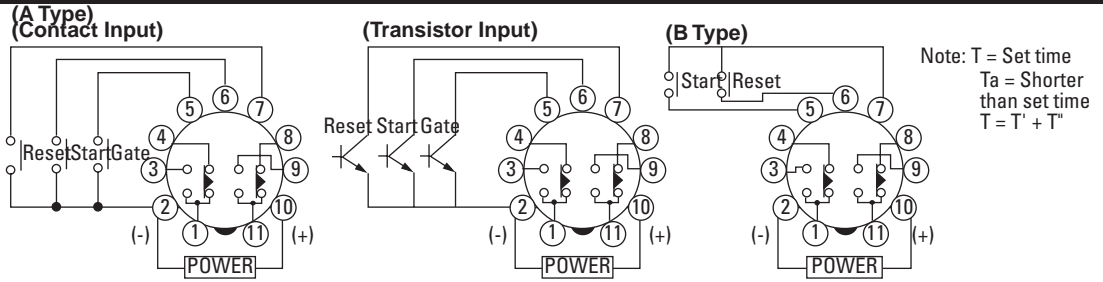 (A Type)
(Contact Input)
(Transistor Input)
(B Type)
Note: T = Set time
Ta = Shorter
than set time
T = T' + T"
Reset Start Gate
5 6 7
4 8
3 9
2 10
1 11
(-) (+)
POWER
Reset Start Gate
5 6 7
4 8
3 9
2 10
1 11
(-) (+)
POWER
Start Reset
5 6 7
4 8
3 9
2 10
1 11
(-) (+)
POWER